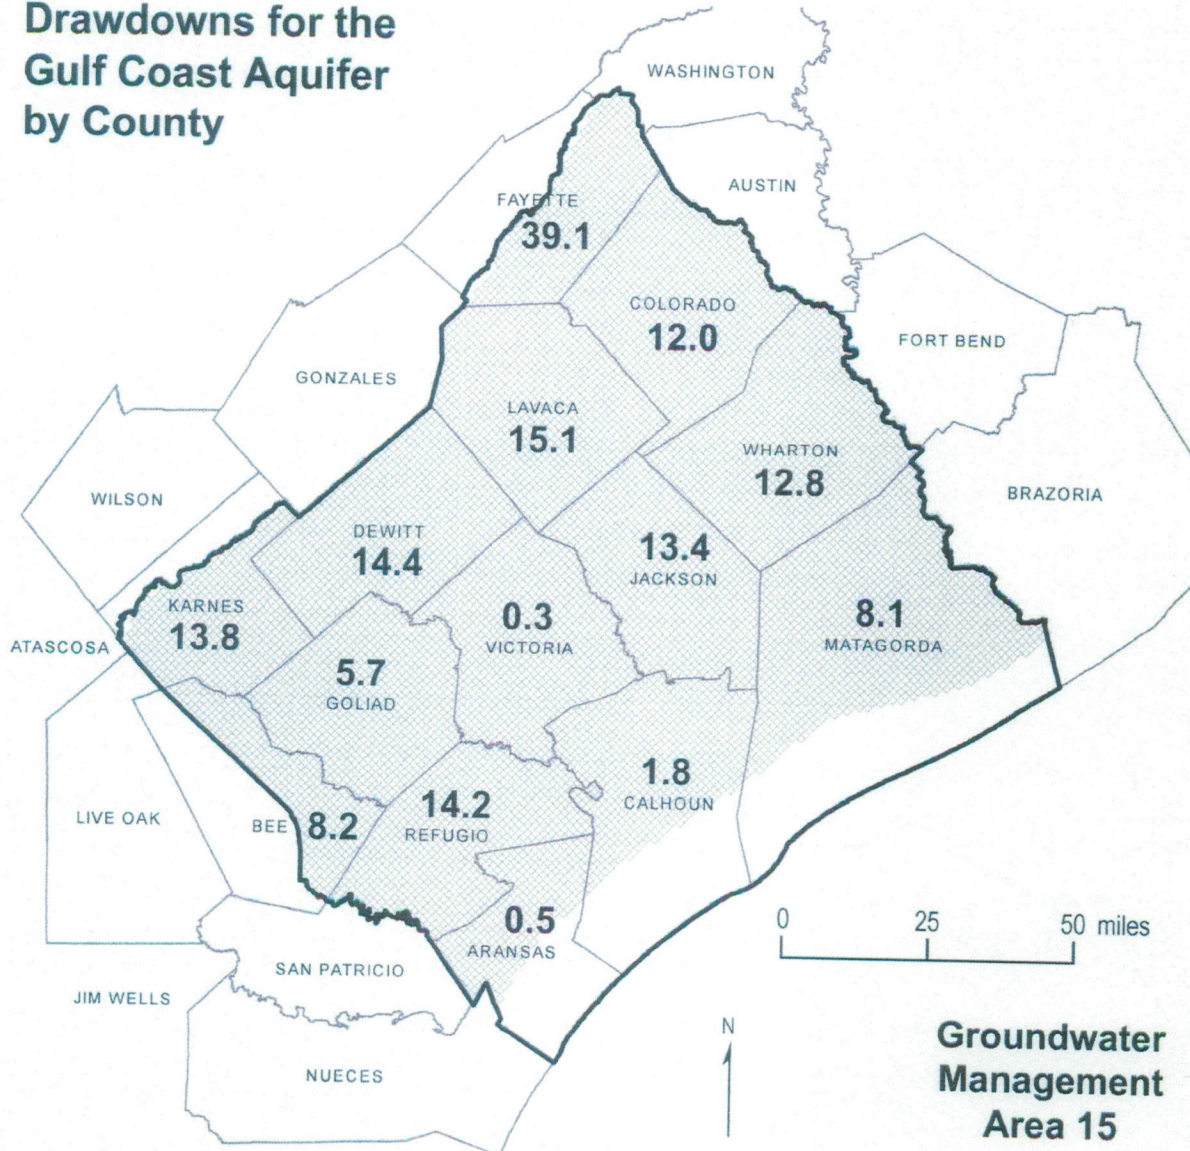 Drawdowns for the
Gulf Coast Aquifer
by County
WASHINGTON
AUSTIN
FAYETTE
39.1
COLORADO
12.0
FORT BEND
GONZALES
LAVACA
15.1
WHARTON
12.8
BRAZORIA
WILSON
DEWITT
14.4
13.4
JACKSON
KARNES
13.8
0.3
VICTORIA
8.1
MATAGORDA
ATASCOSA
5.7
GOLIAD
1.8
CALHOUN
LIVE OAK
BEE 8.2
14.2
REFUGIO
0.5
ARANSAS
0 25 50 miles
SAN PATRICIO
JIM WELLS
N
NUECES
Groundwater
Management
Area 15